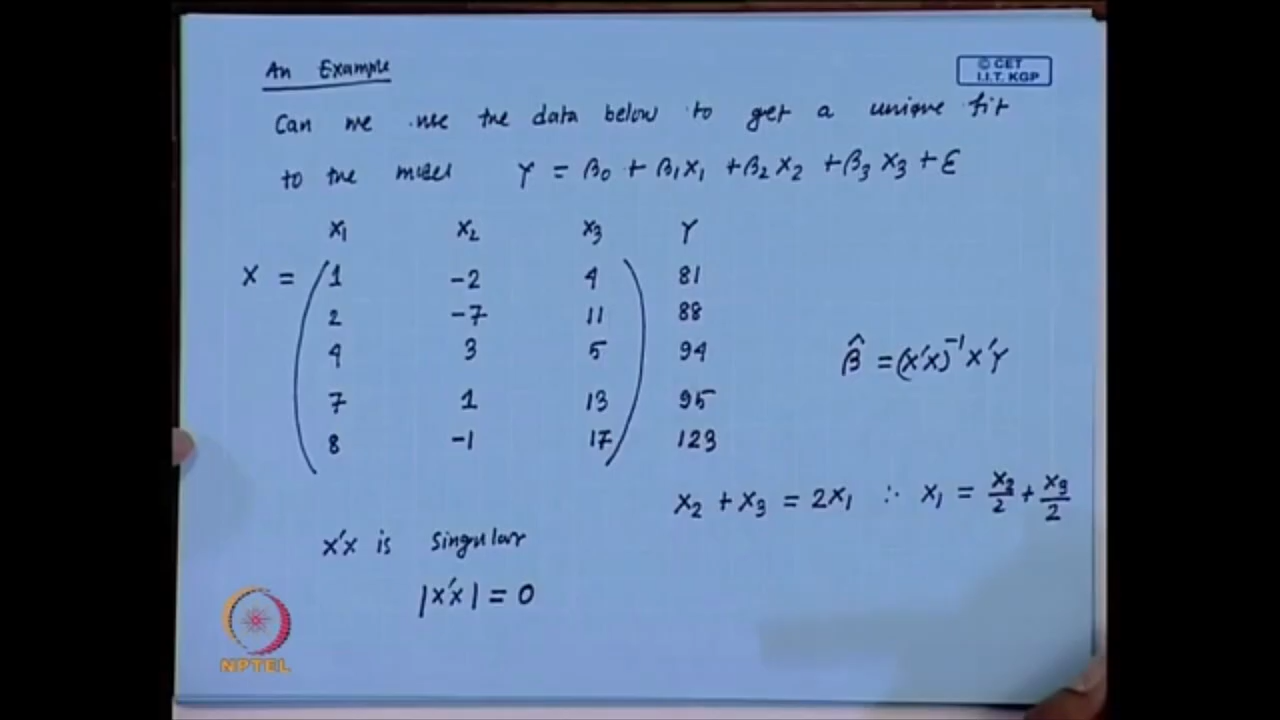 An Example
© CET
I.I.T. KGP
Can we use the data below to get a unique fit
to the model Y = β₀ + β₁X₁ + β₂X₂ + β₃X₃ + ε
X₁ X₂ X₃ Y
X = ( 1 -2 4 ) 81
2 -7 11 88
4 3 5 94
β̂ = (X'X)⁻¹X'Y
7 1 13 95
8 -1 17 123
X₂ + X₃ = 2X₁ ∴ X₁ = X₂/2 + X₃/2
X'X is singular
|X'X| = 0
NPTEL